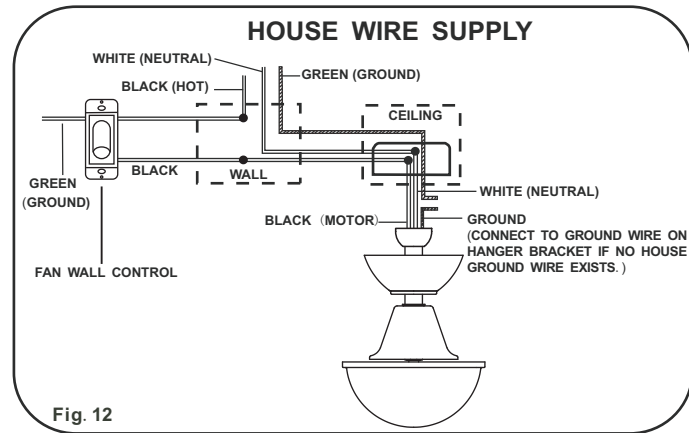 HOUSE WIRE SUPPLY
WHITE (NEUTRAL)
GREEN (GROUND)
BLACK (HOT)
CEILING
BLACK
WALL
GREEN
(GROUND)
WHITE (NEUTRAL)
BLACK (MOTOR)
GROUND
(CONNECT TO GROUND WIRE ON
HANGER BRACKET IF NO HOUSE
GROUND WIRE EXISTS.)
FAN WALL CONTROL
Fig. 12